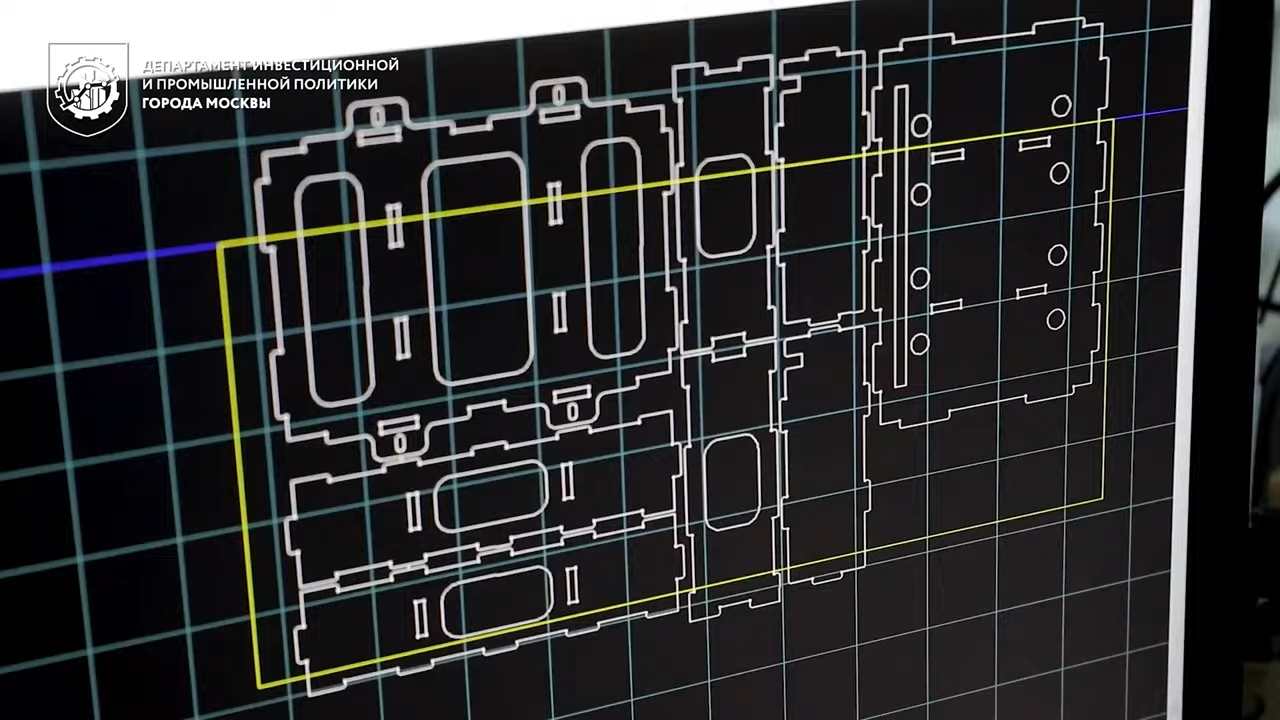 ДЕПАРТАМЕНТ ИНВЕСТИЦИОННОЙ
И ПРОМЫШЛЕННОЙ ПОЛИТИКИ
ГОРОДА МОСКВЫ